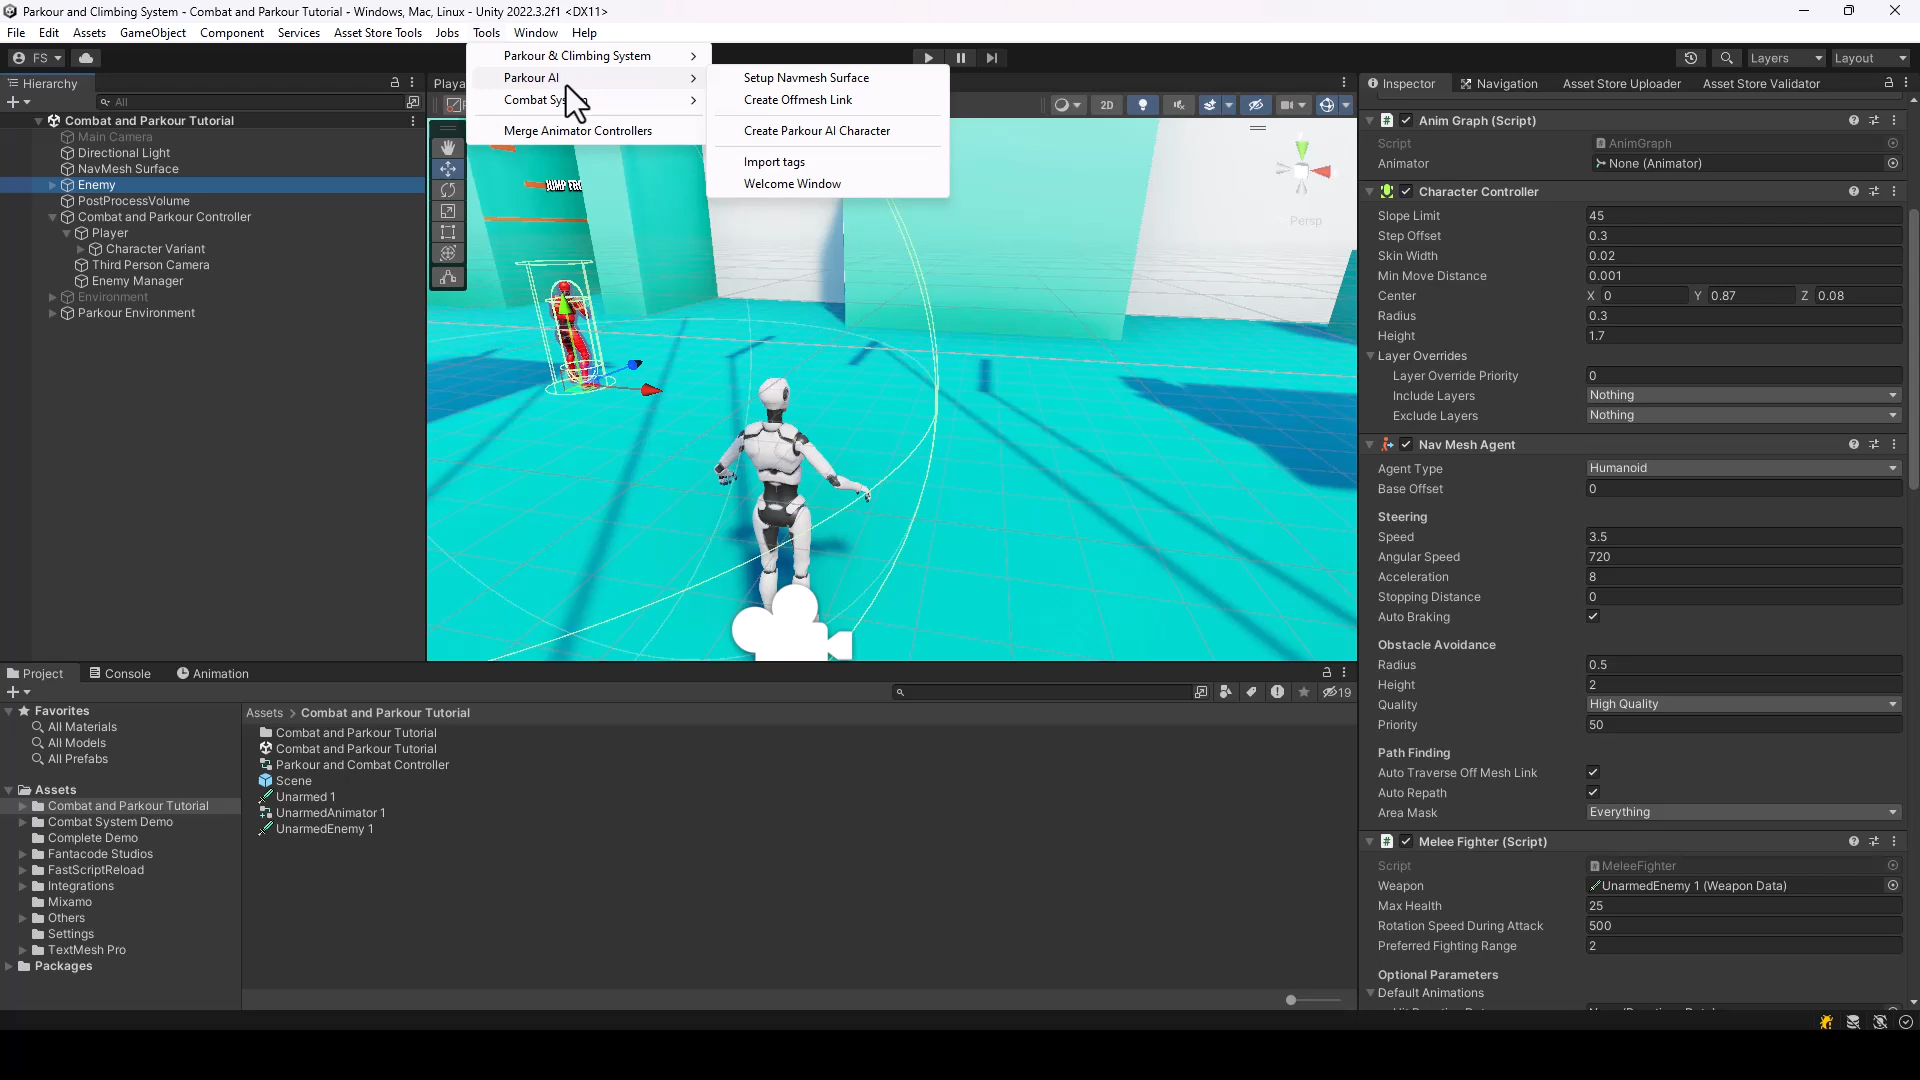 Parkour and Climbing System - Combat and Parkour Tutorial - Windows, Mac, Linux - Unity 2022.3.2f1 <DX11>
File Edit Assets GameObject Component Services Asset Store Tools Jobs Tools Window Help
FS
Layers
Layout
Parkour & Climbing System
Parkour AI
Combat
Merge Animator Controllers
Setup Navmesh Surface
Create Offmesh Link
Create Parkour AI Character
Import tags
Welcome Window
Hierarchy
All
Combat and Parkour Tutorial
Main Camera
Directional Light
NavMesh Surface
Enemy
PostProcessVolume
Combat and Parkour Controller
Player
Character Variant
Third Person Camera
Enemy Manager
Environment
Parkour Environment
2D
Persp
Inspector
Navigation
Asset Store Uploader
Asset Store Validator
Anim Graph (Script)
Script AnimGraph
Animator None (Animator)
Character Controller
Slope Limit 45
Step Offset 0.3
Skin Width 0.02
Min Move Distance 0.001
Center X 0 Y 0.87 Z 0.08
Radius 0.3
Height 1.7
Layer Overrides
Layer Override Priority 0
Include Layers Nothing
Exclude Layers Nothing
Nav Mesh Agent
Agent Type Humanoid
Base Offset 0
Steering
Speed 3.5
Angular Speed 720
Acceleration 8
Stopping Distance 0
Auto Braking
Obstacle Avoidance
Radius 0.5
Height 2
Quality High Quality
Priority 50
Path Finding
Auto Traverse Off Mesh Link
Auto Repath
Area Mask Everything
Melee Fighter (Script)
Script MeleeFighter
Weapon UnarmedEnemy 1 (Weapon Data)
Max Health 25
Rotation Speed During Attack 500
Preferred Fighting Range 2
Optional Parameters
Default Animations
Project
Console
Animation
19
Favorites
All Materials
All Models
All Prefabs
Assets
Combat and Parkour Tutorial
Combat System Demo
Complete Demo
Fantacode Studios
FastScriptReload
Integrations
Mixamo
Others
Settings
TextMesh Pro
Packages
Assets > Combat and Parkour Tutorial
Combat and Parkour Tutorial
Combat and Parkour Tutorial
Parkour and Combat Controller
Scene
Unarmed 1
UnarmedAnimator 1
UnarmedEnemy 1